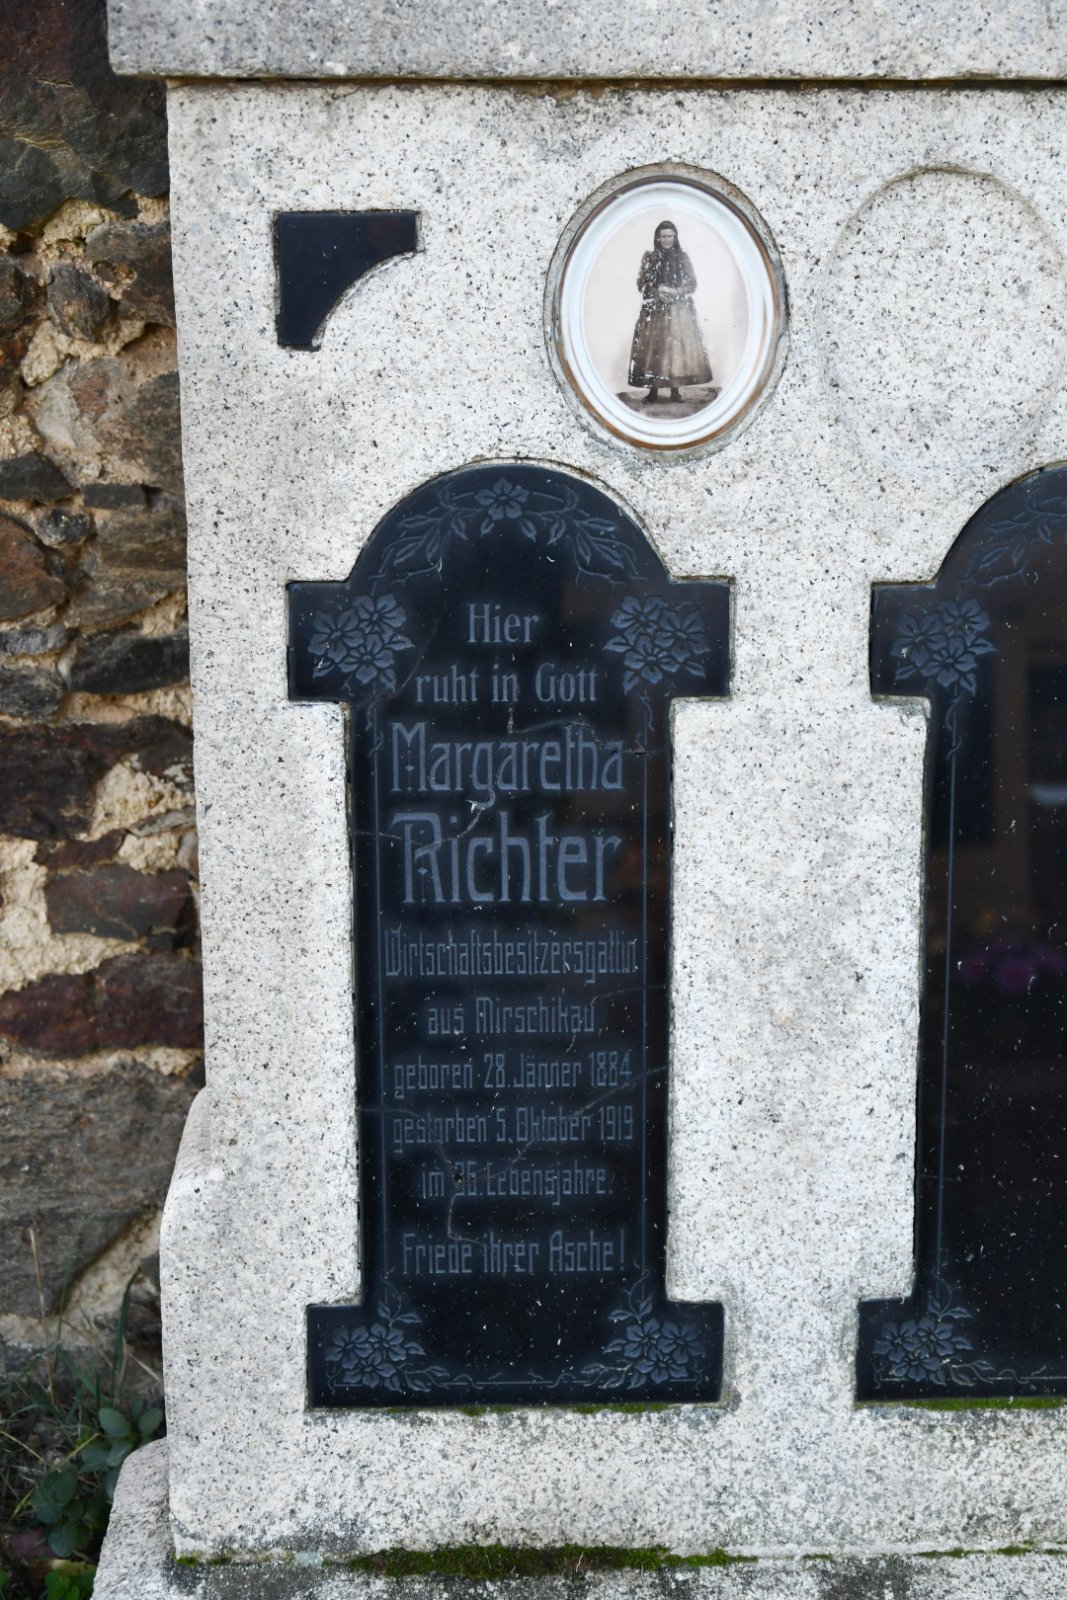 Hier
ruht in Gott
Margaretha
Richter
Wirtschaftsbesitzersgattin
aus Mirschikau,
geboren 28. Jänner 1884
gestorben 5. Oktober 1919
im 36. Lebensjahre.
Friede ihrer Asche!